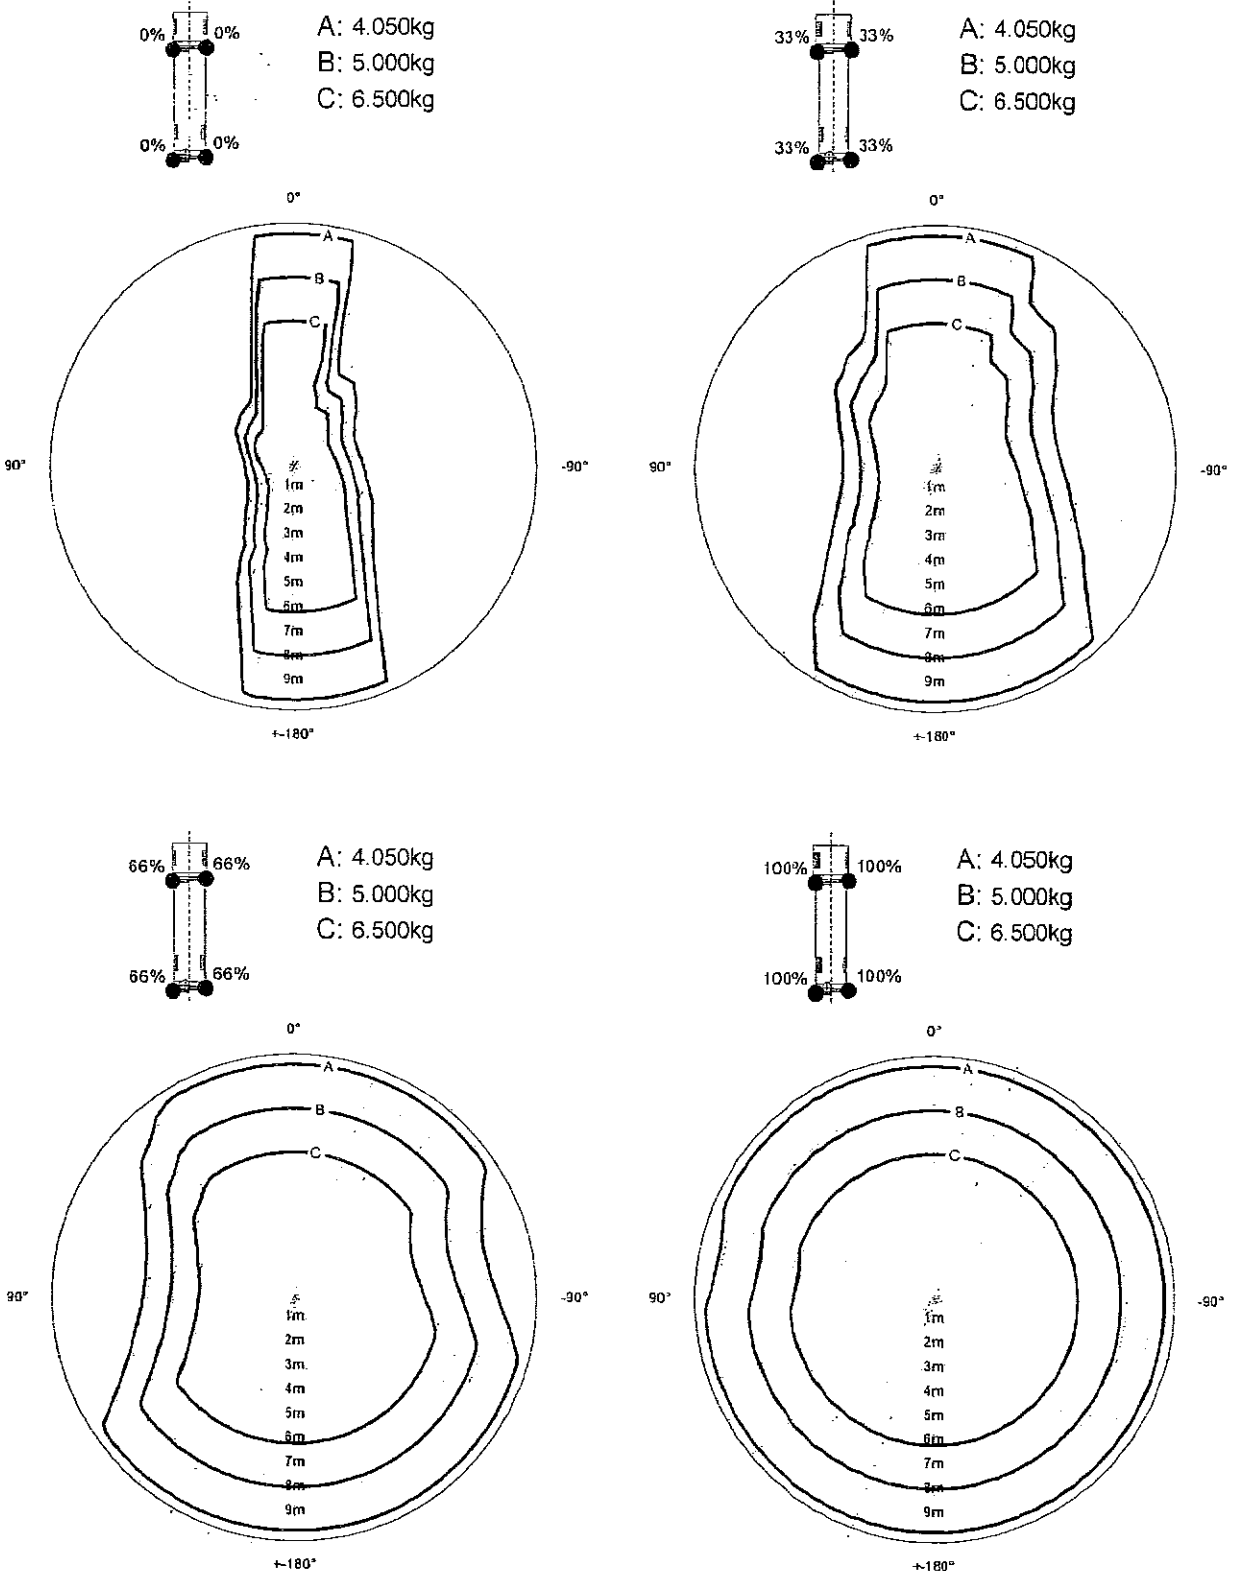 0% 0%
0% 0%
A: 4.050kg
B: 5.000kg
C: 6.500kg
0°
A
B
C
90°
-90°
1m
2m
3m
4m
5m
6m
7m
8m
9m
+-180°
33% 33%
33% 33%
A: 4.050kg
B: 5.000kg
C: 6.500kg
0°
A
B
C
90°
-90°
1m
2m
3m
4m
5m
6m
7m
8m
9m
+-180°
66% 66%
66% 66%
A: 4.050kg
B: 5.000kg
C: 6.500kg
0°
A
B
C
90°
-90°
1m
2m
3m
4m
5m
6m
7m
8m
9m
+-180°
100% 100%
100% 100%
A: 4.050kg
B: 5.000kg
C: 6.500kg
0°
A
B
C
90°
-90°
1m
2m
3m
4m
5m
6m
7m
8m
9m
+-180°